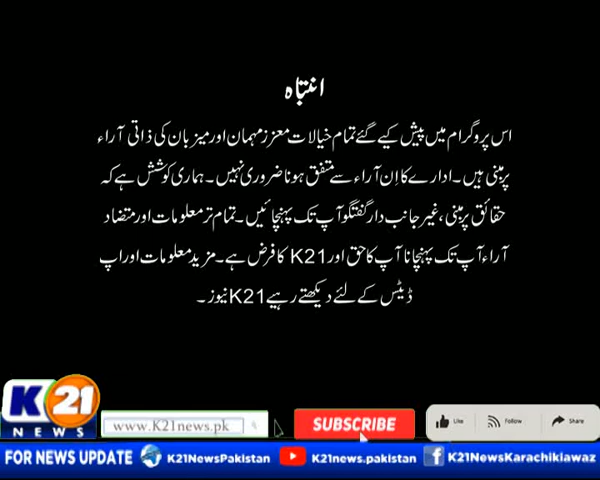 انتباہ
اس پروگرام میں پیش کیے گئے تمام خیالات معزز مہمان اور میزبان کی ذاتی آراء
پر مبنی ہیں۔ ادارے کا اِن آراء سے متفق ہونا ضروری نہیں۔ ہماری کوشش ہے کہ
حقائق پر مبنی، غیر جانب دار گفتگو آپ تک پہنچائیں۔ تمام تر معلومات اور متضاد
آراء آپ تک پہنچانا آپ کا حق اور K21 کا فرض ہے۔ مزید معلومات اور اپ
ڈیٹس کے لئے دیکھتے رہیے K21 نیوز۔
K21
NEWS
www.K21news.pk
SUBSCRIBE
Like
Follow
Share
FOR NEWS UPDATE
K21NewsPakistan
K21news.pakistan
K21NewsKarachikiawaz